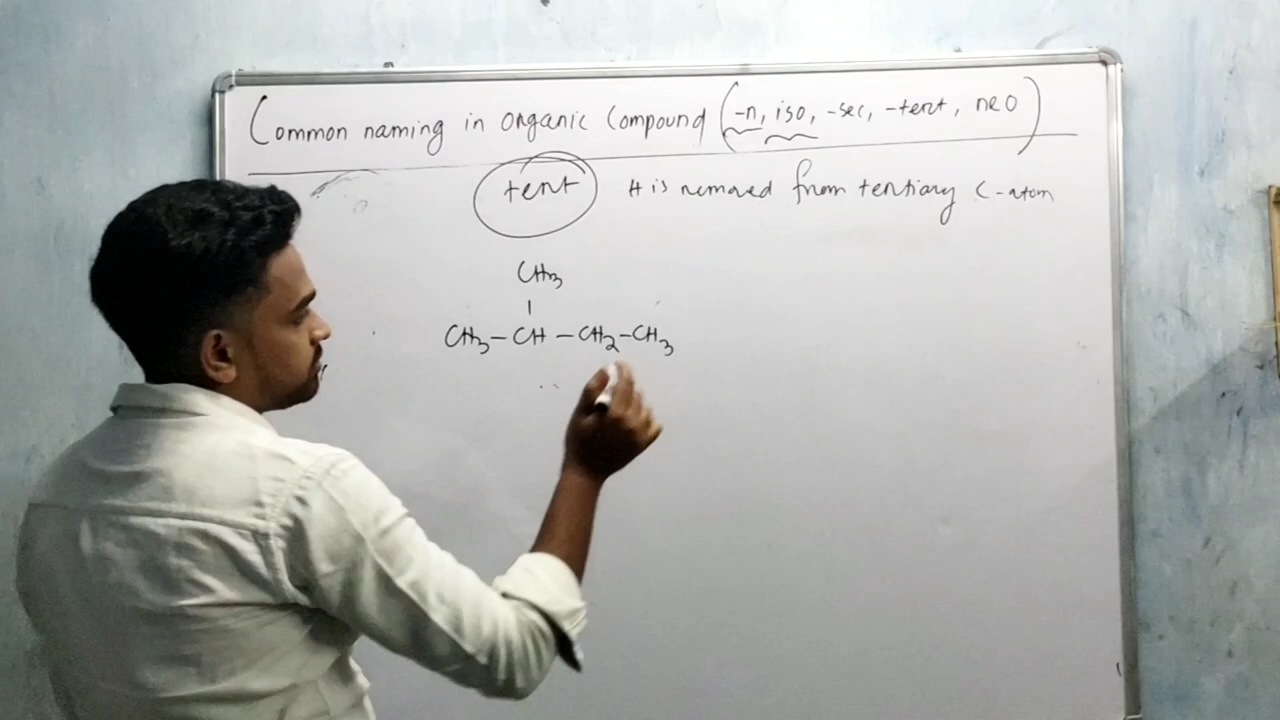 Common naming in organic Compound (-n, iso, -sec, -tert, neo)
tert H is removed from tertiary C-atom
CH3
|
CH3-CH-CH2-CH3